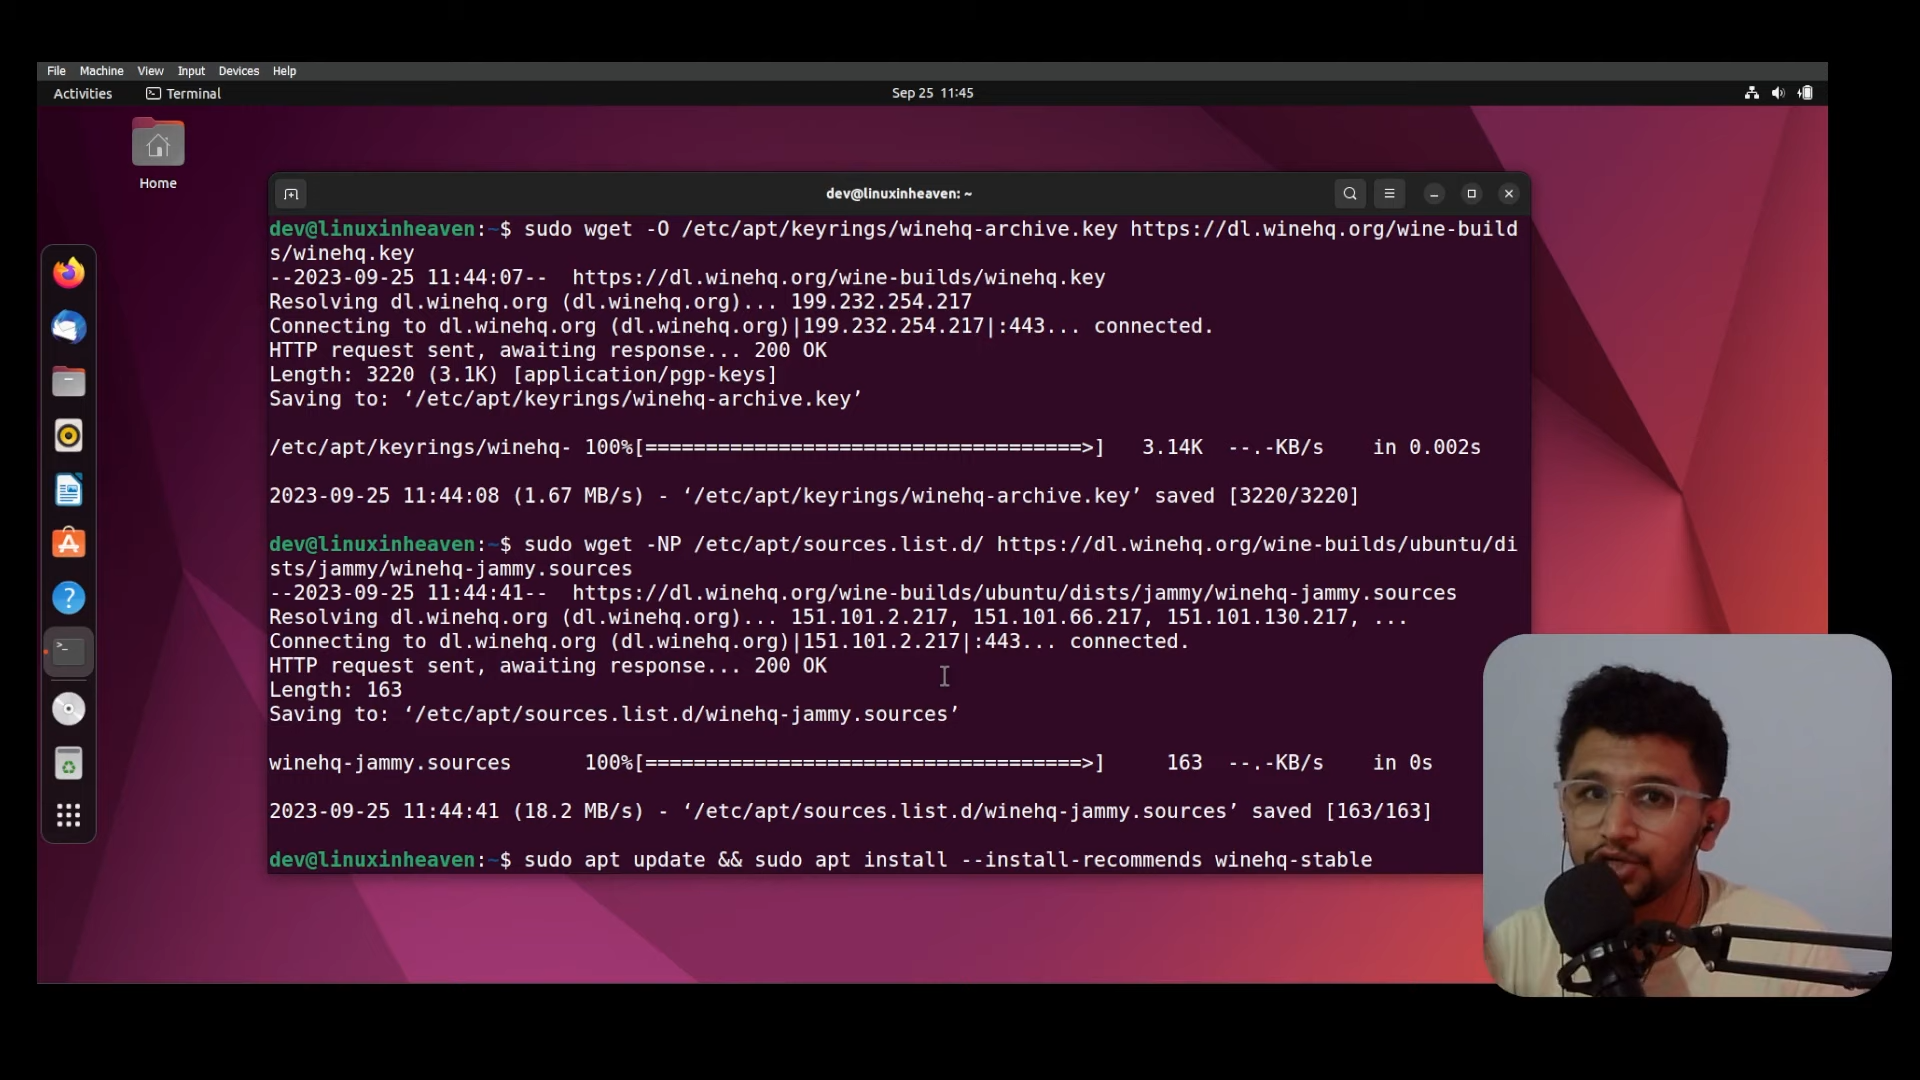 File Machine View Input Devices Help
Activities Terminal Sep 25 11:45
Home
dev@linuxinheaven: ~
dev@linuxinheaven:~$ sudo wget -O /etc/apt/keyrings/winehq-archive.key https://dl.winehq.org/wine-build
s/winehq.key
--2023-09-25 11:44:07-- https://dl.winehq.org/wine-builds/winehq.key
Resolving dl.winehq.org (dl.winehq.org)... 199.232.254.217
Connecting to dl.winehq.org (dl.winehq.org)|199.232.254.217|:443... connected.
HTTP request sent, awaiting response... 200 OK
Length: 3220 (3.1K) [application/pgp-keys]
Saving to: ‘/etc/apt/keyrings/winehq-archive.key’
/etc/apt/keyrings/winehq- 100%[====================================>] 3.14K --.-KB/s in 0.002s
2023-09-25 11:44:08 (1.67 MB/s) - ‘/etc/apt/keyrings/winehq-archive.key’ saved [3220/3220]
dev@linuxinheaven:~$ sudo wget -NP /etc/apt/sources.list.d/ https://dl.winehq.org/wine-builds/ubuntu/di
sts/jammy/winehq-jammy.sources
--2023-09-25 11:44:41-- https://dl.winehq.org/wine-builds/ubuntu/dists/jammy/winehq-jammy.sources
Resolving dl.winehq.org (dl.winehq.org)... 151.101.2.217, 151.101.66.217, 151.101.130.217, ...
Connecting to dl.winehq.org (dl.winehq.org)|151.101.2.217|:443... connected.
HTTP request sent, awaiting response... 200 OK
Length: 163
Saving to: ‘/etc/apt/sources.list.d/winehq-jammy.sources’
winehq-jammy.sources 100%[====================================>] 163 --.-KB/s in 0s
2023-09-25 11:44:41 (18.2 MB/s) - ‘/etc/apt/sources.list.d/winehq-jammy.sources’ saved [163/163]
dev@linuxinheaven:~$ sudo apt update && sudo apt install --install-recommends winehq-stable